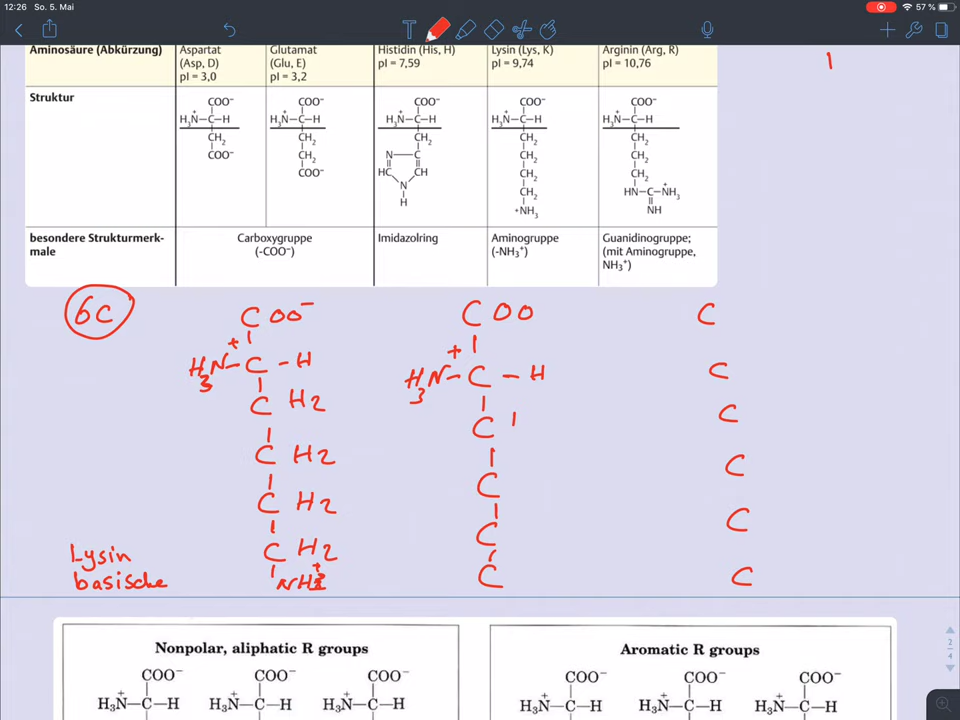 12:26 So. 5. Mai 57 %
Aminosäure (Abkürzung) Aspartat (Asp, D) pI = 3,0 Glutamat (Glu, E) pI = 3,2 Histidin (His, H) pI = 7,59 Lysin (Lys, K) pI = 9,74 Arginin (Arg, R) pI = 10,76
Struktur
COO⁻ COO⁻ COO⁻ COO⁻ COO⁻
H₃N⁺–C–H H₃N⁺–C–H H₃N⁺–C–H H₃N⁺–C–H H₃N⁺–C–H
CH₂ CH₂ CH₂ CH₂ CH₂
COO⁻ CH₂ N–C CH₂ CH₂
COO⁻ HC CH CH₂ CH₂
N CH₂ HN–C–NH₃⁺
H ⁺NH₃ NH
besondere Strukturmerk-
male
Carboxygruppe
(-COO⁻)
Imidazolring
Aminogruppe
(-NH₃⁺)
Guanidinogruppe;
(mit Aminogruppe,
NH₃⁺)
6C COO⁻ COO C
H₃N⁺–C–H H₃N⁺–C–H C
CH2 C C
CH2 C C
CH2 C C
CH2 C C
NH
Lysin
basische
Nonpolar, aliphatic R groups
COO⁻ COO⁻ COO⁻
H₃N⁺–C–H H₃N⁺–C–H H₃N⁺–C–H
Aromatic R groups
COO⁻ COO⁻ COO⁻
H₃N⁺–C–H H₃N⁺–C–H H₃N⁺–C–H
2
4